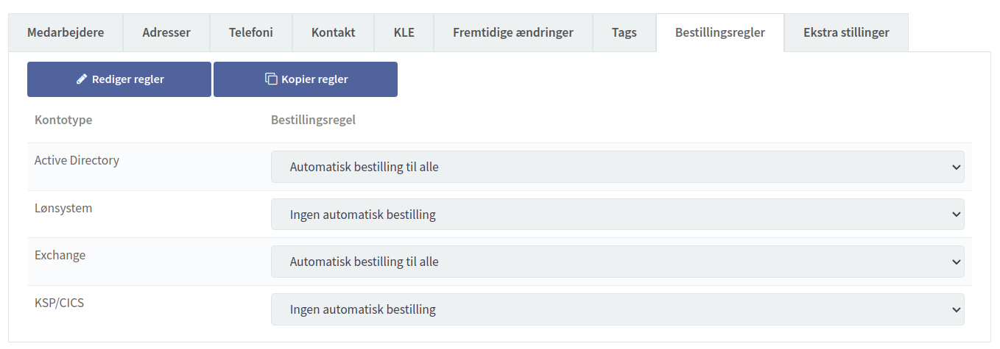 Medarbejdere Adresser Telefoni Kontakt KLE Fremtidige ændringer Tags Bestillingsregler Ekstra stillinger
Rediger regler Kopier regler
Kontotype Bestillingsregel
Active Directory Automatisk bestilling til alle
Lønsystem Ingen automatisk bestilling
Exchange Automatisk bestilling til alle
KSP/CICS Ingen automatisk bestilling